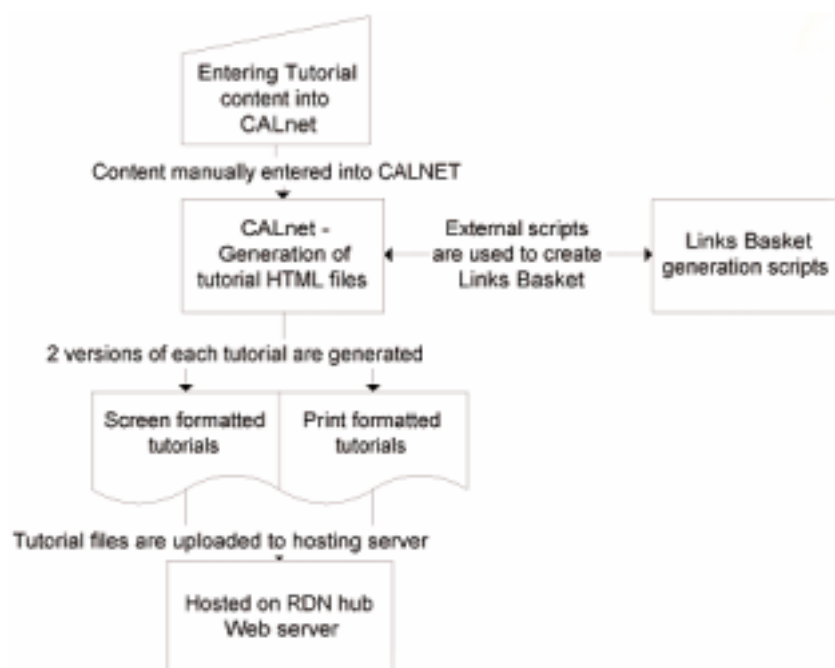 Entering Tutorial
content into
CALnet
Content manually entered into CALNET
CALnet -
Generation of
tutorial HTML files
External scripts
are used to create
Links Basket
Links Basket
generation scripts
2 versions of each tutorial are generated
Screen formatted
tutorials
Print formatted
tutorials
Tutorial files are uploaded to hosting server
Hosted on RDN hub
Web server